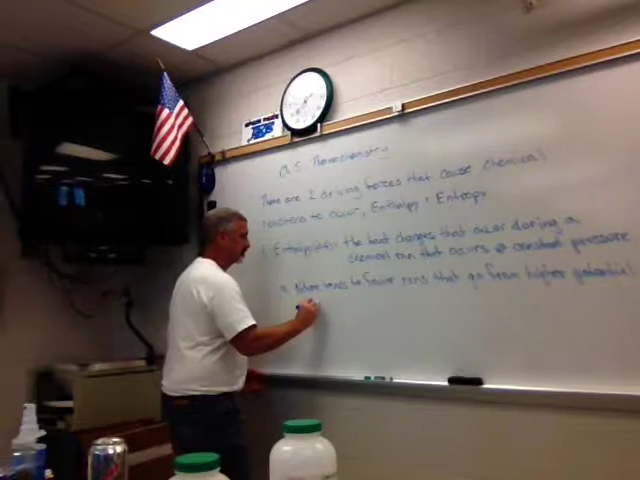 Ch. 5 Thermochemistry
There are 2 driving forces that cause chemical
reactions to occur, Enthalpy + Entropy
1. Enthalpy is the heat changes that occur during a
chemical rxn that occurs @ constant pressure
a. Nature tends to favor rxns that go from higher potential